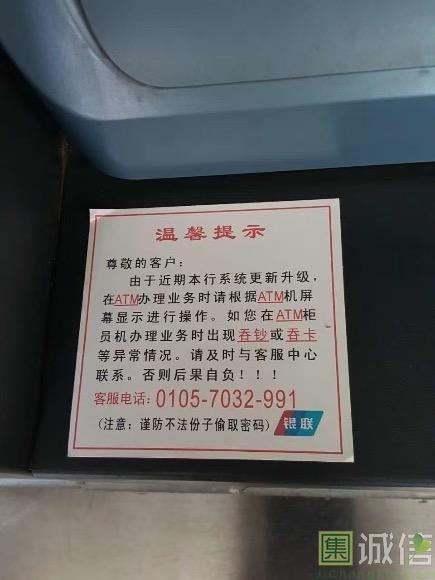 温馨提示
尊敬的客户：
由于近期本行系统更新升级，
在ATM办理业务时请根据ATM机屏
幕显示进行操作。如您在ATM柜
员机办理业务时出现吞钞或吞卡
等异常情况。请及时与客服中心
联系。否则后果自负！！！
客服电话：0105-7032-991
(注意：谨防不法份子偷取密码)
银联
集诚信